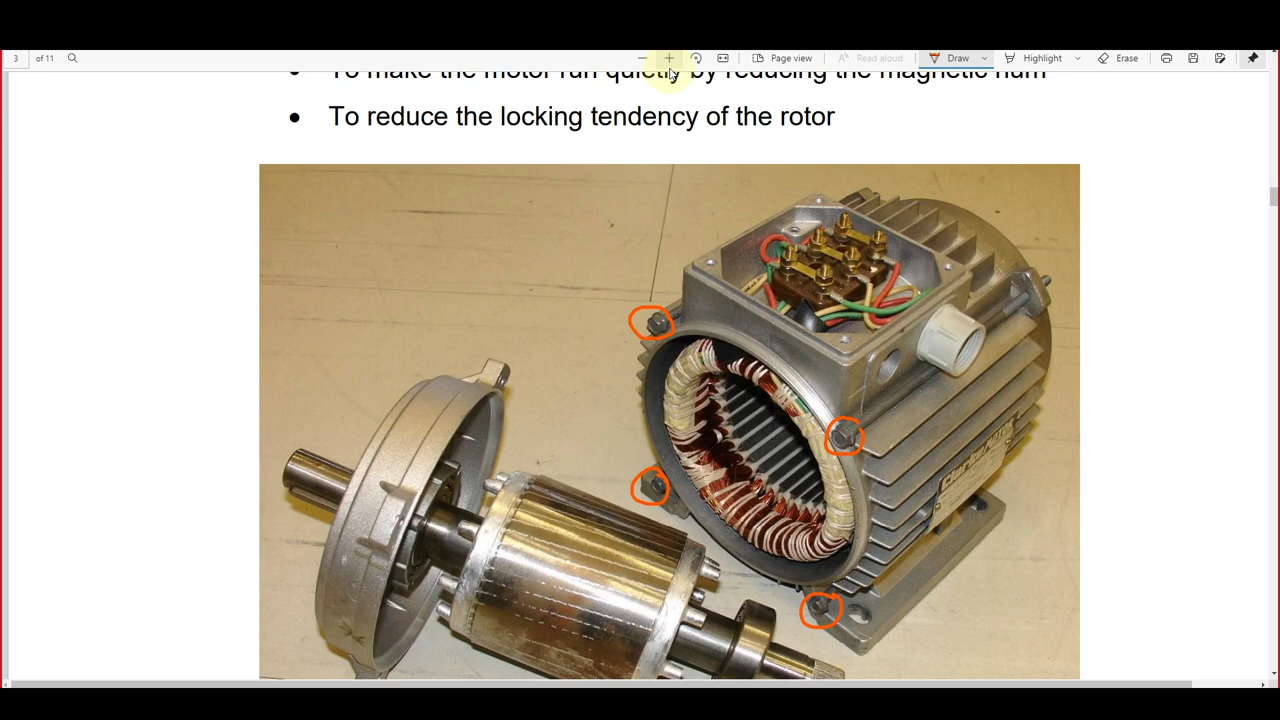 3 of 11 Page view Read aloud Draw Highlight Erase
• To make the motor run quietly by reducing the magnetic hum
• To reduce the locking tendency of the rotor